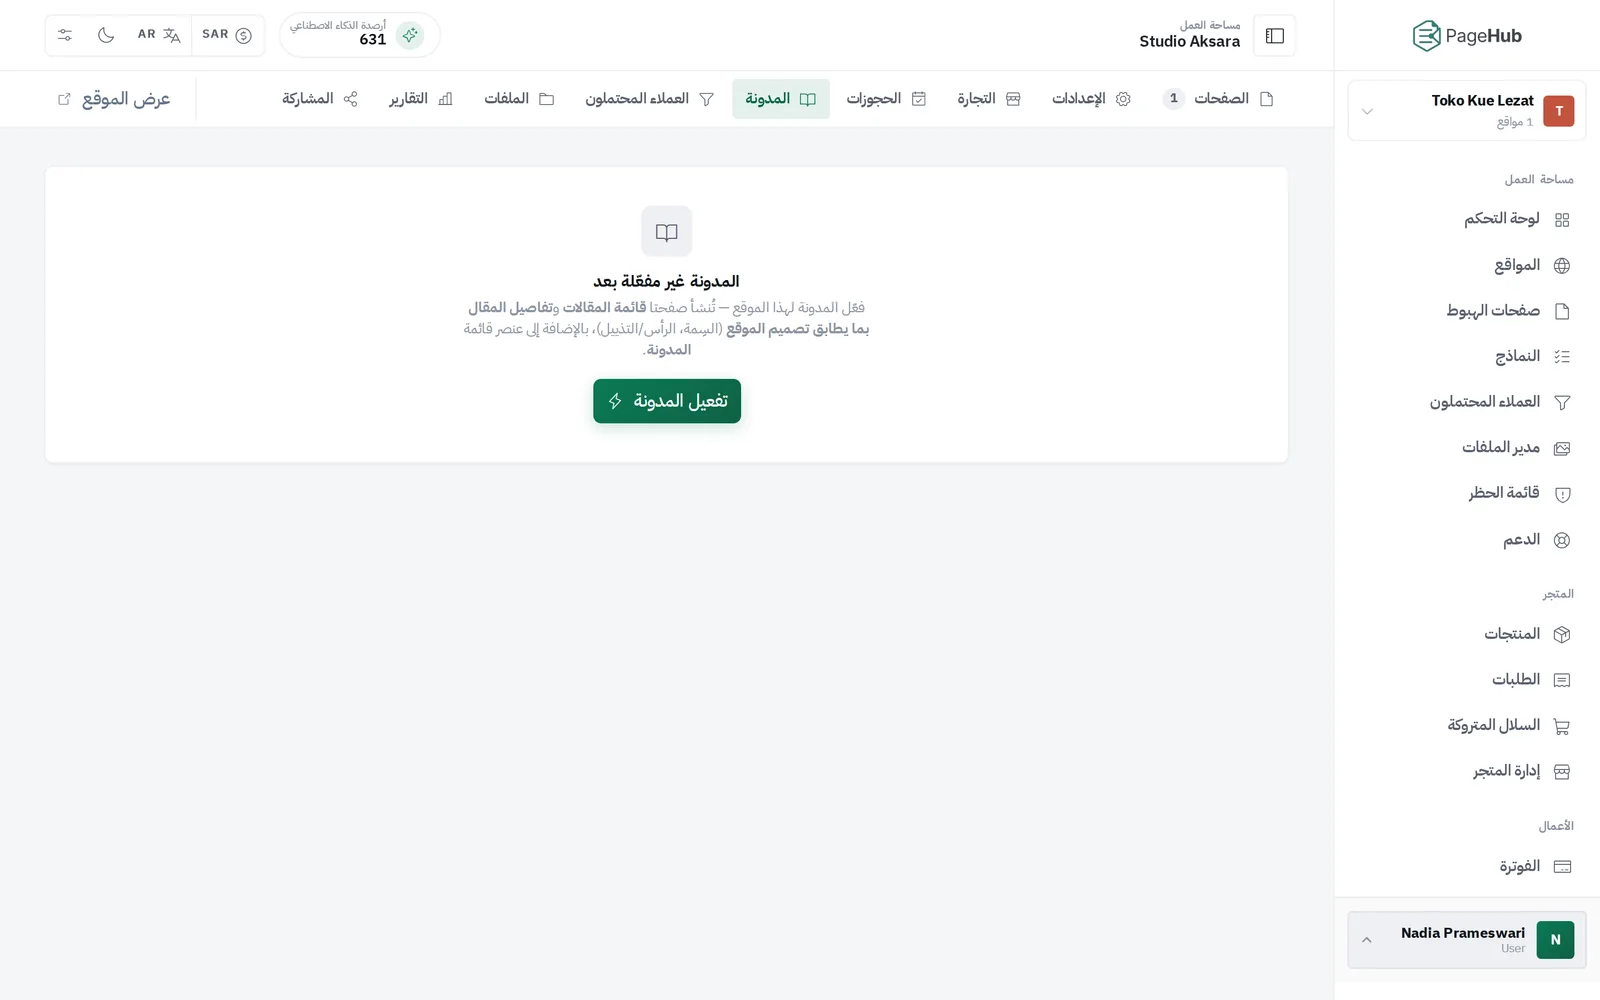 PageHub
مساحة العمل
Studio Aksara
أرصدة الذكاء الاصطناعي
631
SAR
AR
Toko Kue Lezat
T
1 مواقع
الصفحات 1
الإعدادات
التجارة
الحجوزات
المدونة
العملاء المحتملون
الملفات
التقارير
المشاركة
عرض الموقع
مساحة العمل
لوحة التحكم
المواقع
صفحات الهبوط
النماذج
العملاء المحتملون
مدير الملفات
قائمة الحظر
الدعم
المتجر
المنتجات
الطلبات
السلال المتروكة
إدارة المتجر
الأعمال
الفوترة
Nadia Prameswari
N
User
المدونة غير مفعّلة بعد
فعّل المدونة لهذا الموقع — تُنشأ صفحتا قائمة المقالات وتفاصيل المقال
بما يطابق تصميم الموقع (السِمة، الرأس/التذييل)، بالإضافة إلى عنصر قائمة
المدونة.
تفعيل المدونة